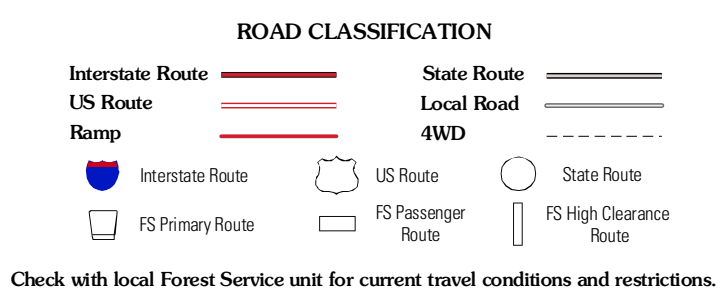 ROAD CLASSIFICATION
Interstate Route
State Route
US Route
Local Road
Ramp
4WD
Interstate Route
US Route
State Route
FS Primary Route
FS Passenger
Route
FS High Clearance
Route
Check with local Forest Service unit for current travel conditions and restrictions.